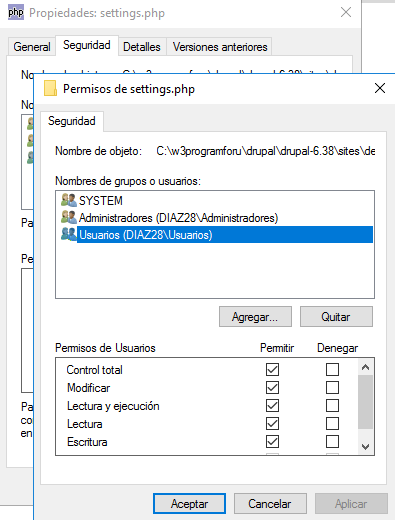 php
Propiedades: settings.php
General
Seguridad
Detalles
Versiones anteriores
No
Pa
Pe
Pa
en
Permisos de settings.php
Seguridad
Nombre de objeto: C:\w3programforu\drupal\drupal-6.38\sites\de
Nombres de grupos o usuarios:
SYSTEM
Administradores (DIAZ28\Administradores)
Usuarios (DIAZ28\Usuarios)
Agregar...
Quitar
Permisos de Usuarios Permitir Denegar
Control total
Modificar
Lectura y ejecución
Lectura
Escritura
Aceptar
Cancelar
Aplicar